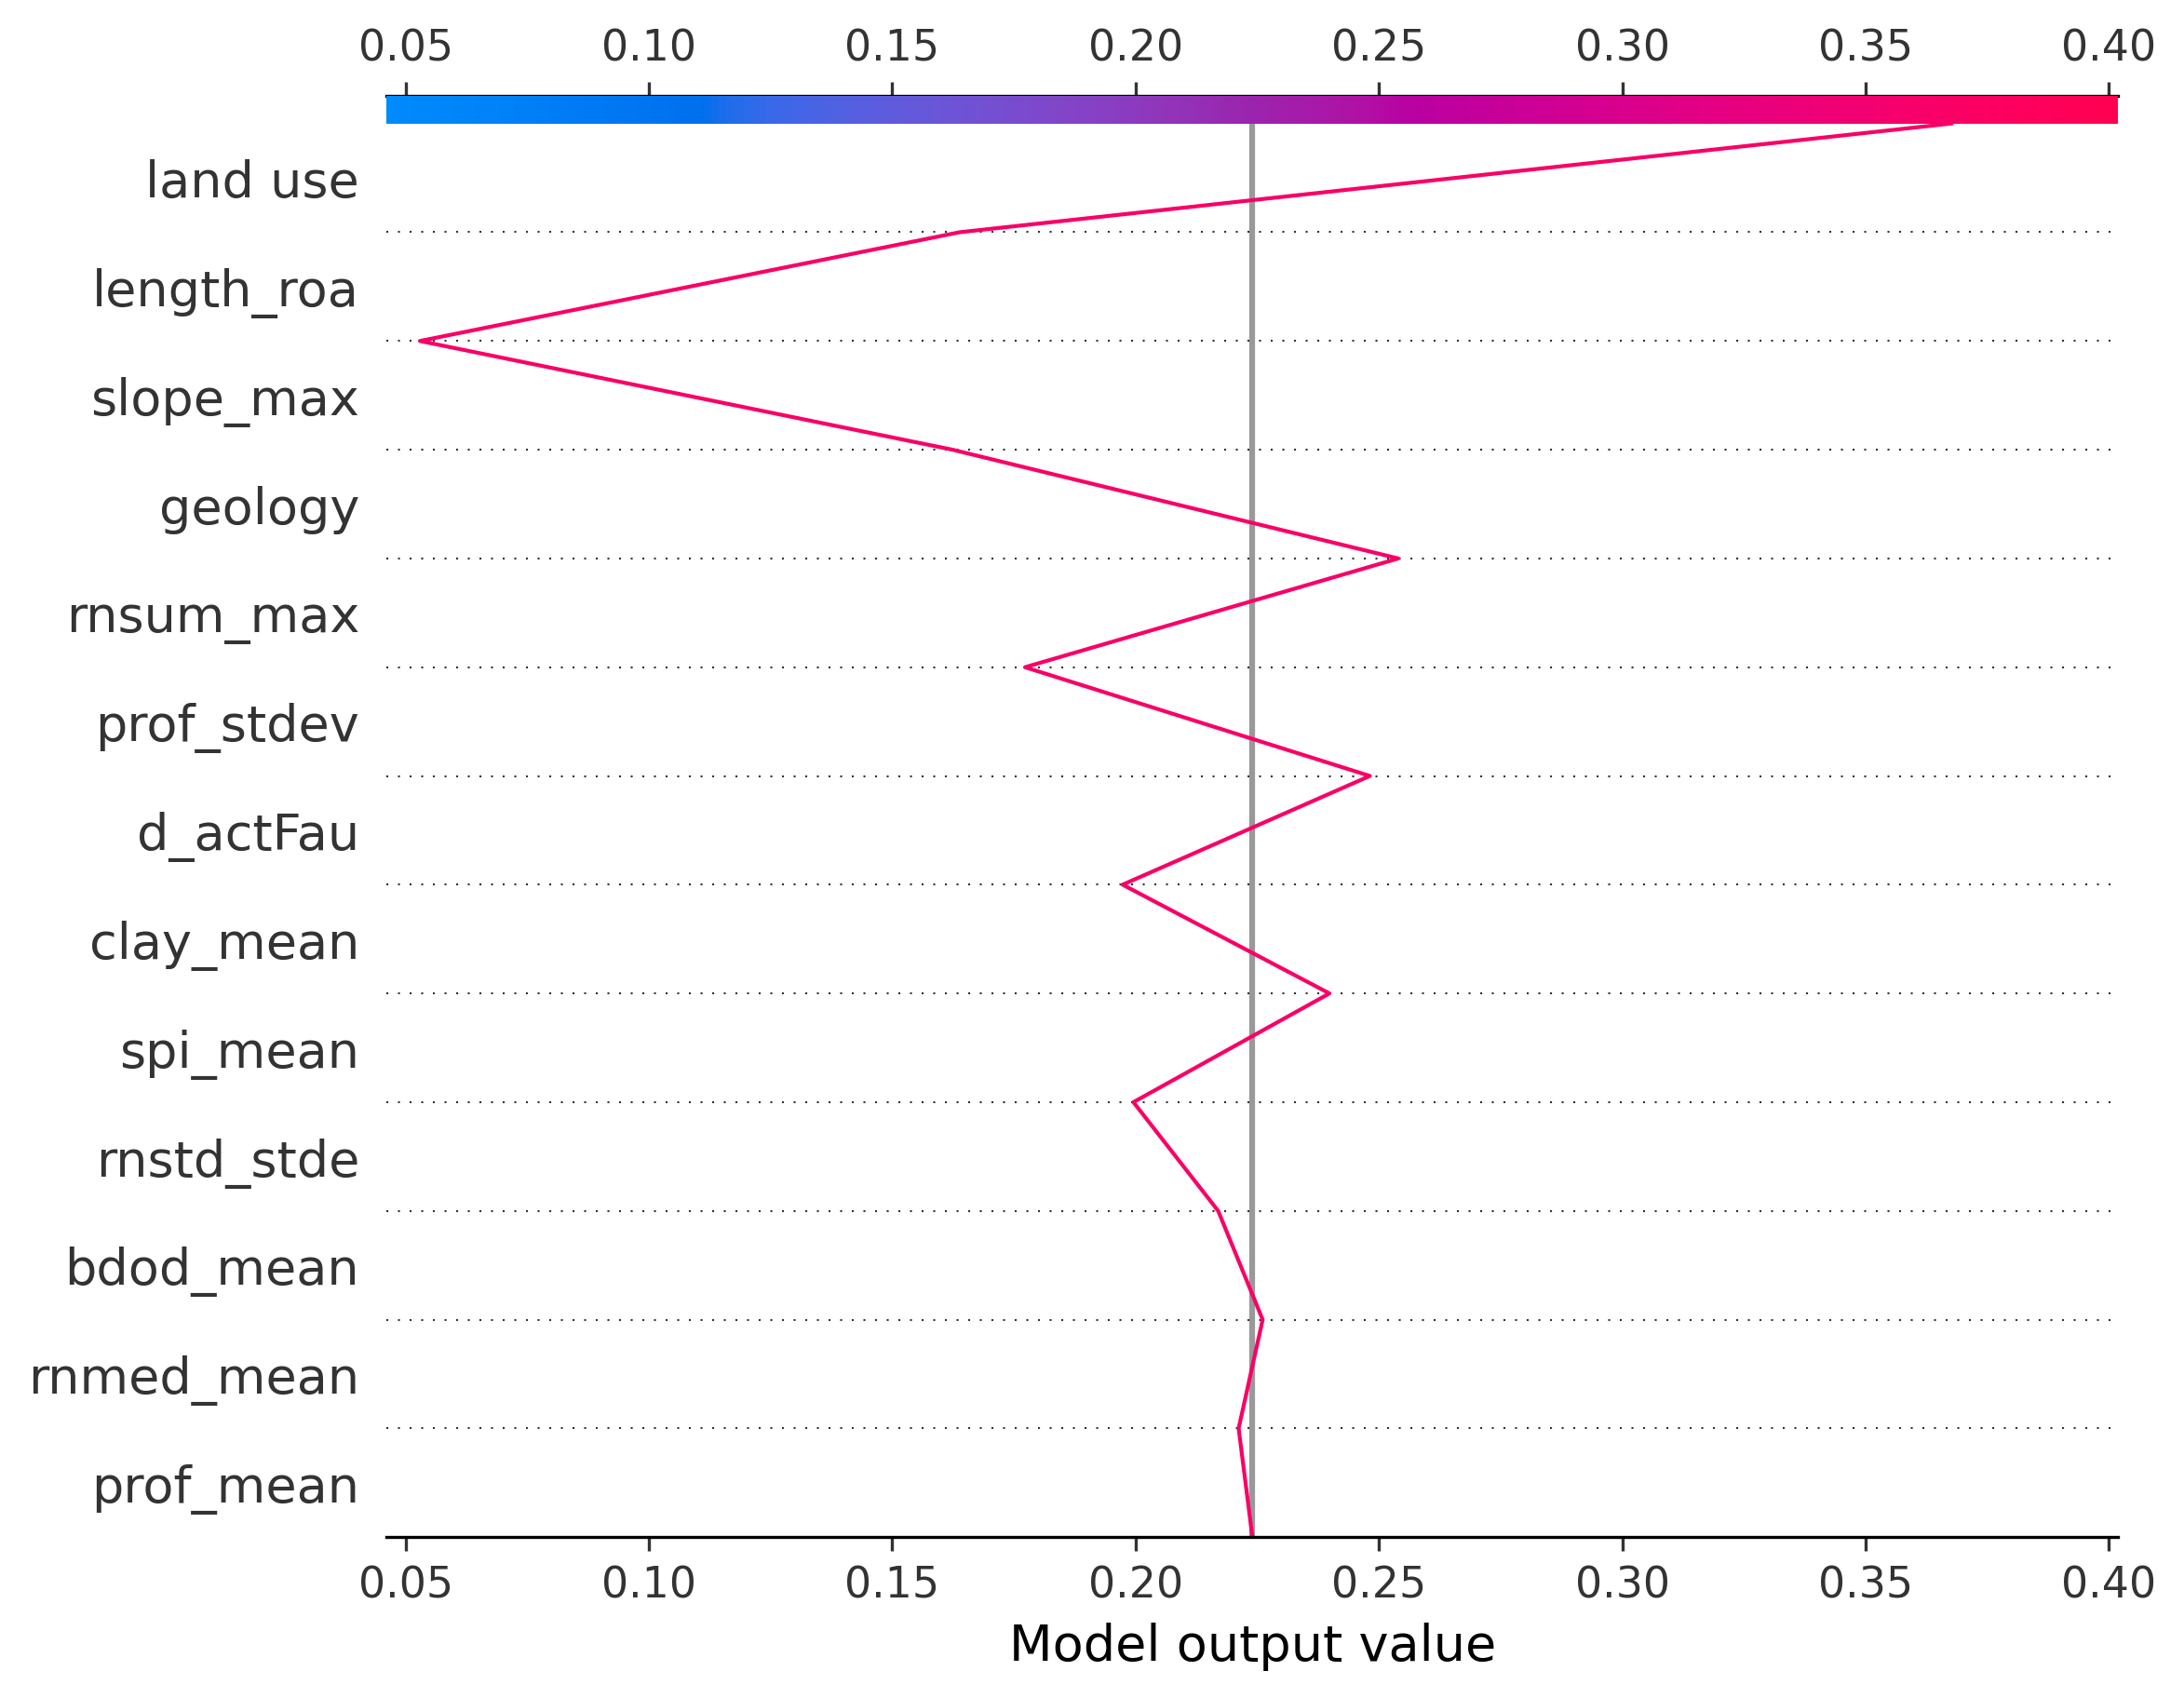 0.05 0.10 0.15 0.20 0.25 0.30 0.35 0.40
land use
length_roa
slope_max
geology
rnsum_max
prof_stdev
d_actFau
clay_mean
spi_mean
rnstd_stde
bdod_mean
rnmed_mean
prof_mean
0.05 0.10 0.15 0.20 0.25 0.30 0.35 0.40
Model output value